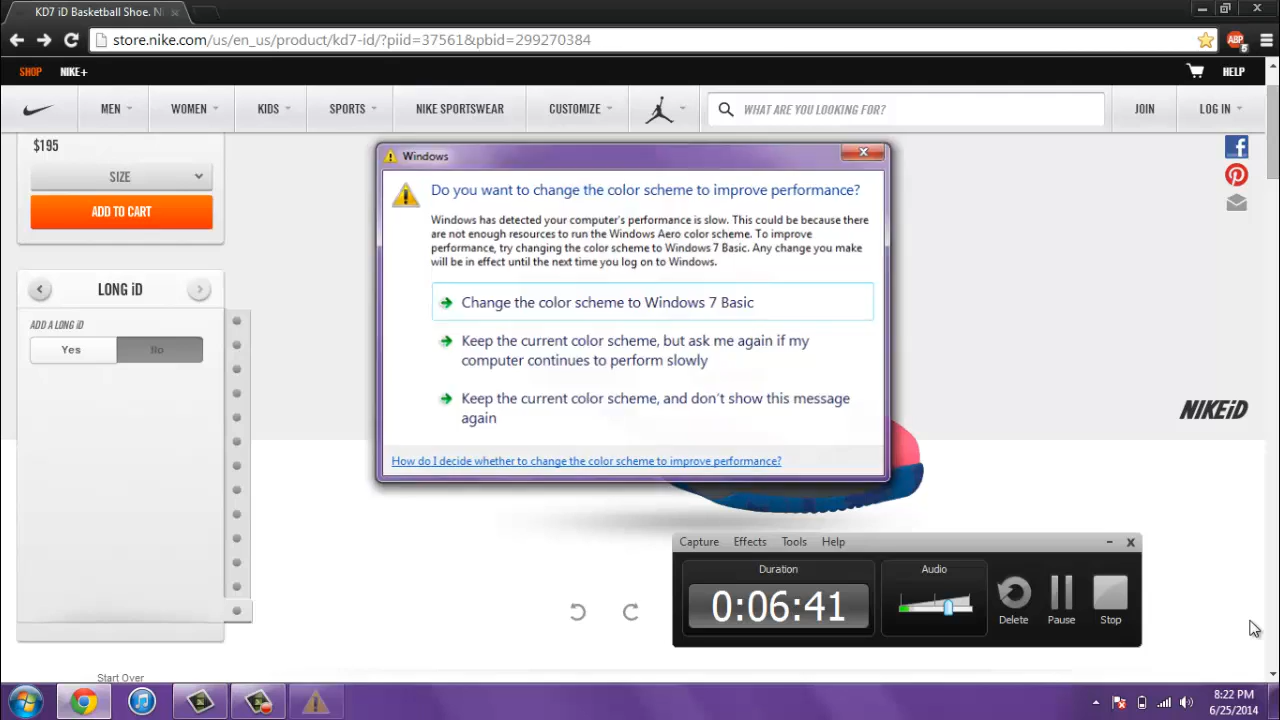 KD7 iD Basketball Shoe. Ni
store.nike.com/us/en_us/product/kd7-id/?piid=37561&pbid=299270384
ABP
5
SHOP NIKE+ HELP
MEN WOMEN KIDS SPORTS NIKE SPORTSWEAR CUSTOMIZE WHAT ARE YOU LOOKING FOR? JOIN LOG IN
$195
SIZE
ADD TO CART
LONG iD
ADD A LONG iD
Yes No
Start Over
Windows
Do you want to change the color scheme to improve performance?
Windows has detected your computer's performance is slow. This could be because there
are not enough resources to run the Windows Aero color scheme. To improve
performance, try changing the color scheme to Windows 7 Basic. Any change you make
will be in effect until the next time you log on to Windows.
Change the color scheme to Windows 7 Basic
Keep the current color scheme, but ask me again if my
computer continues to perform slowly
Keep the current color scheme, and don't show this message
again
How do I decide whether to change the color scheme to improve performance?
NIKEiD
Capture Effects Tools Help
Duration
0:06:41
Audio
Delete Pause Stop
8:22 PM
6/25/2014